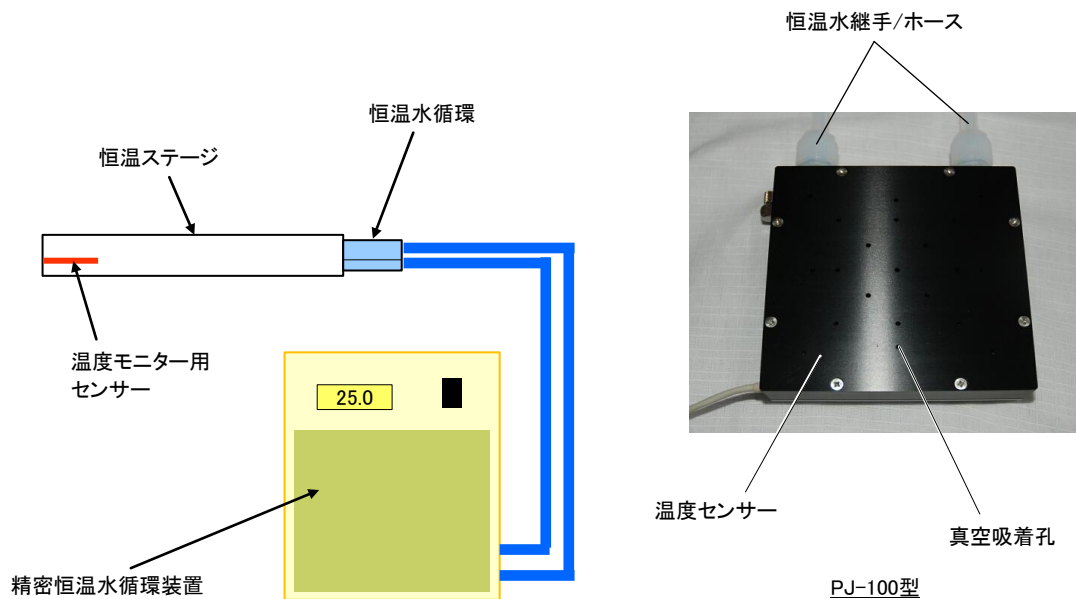 恒温水継手/ホース
恒温水循環
恒温ステージ
温度モニター用
センサー
25.0
温度センサー
真空吸着孔
精密恒温水循環装置
PJ-100型